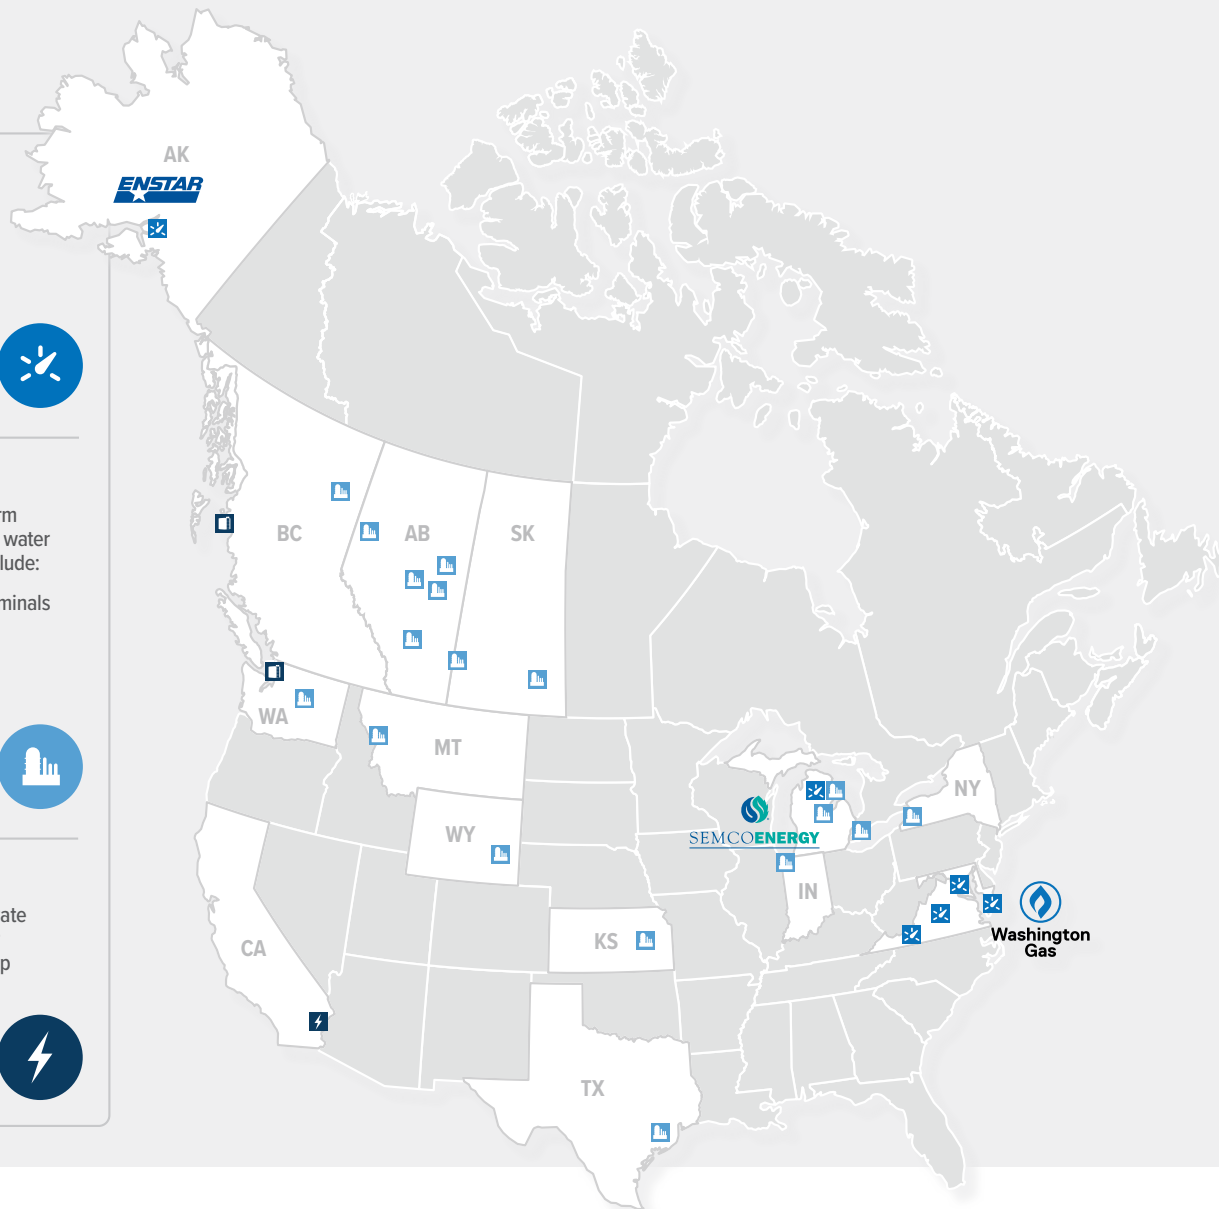 AK
ENSTAR
rm
water
lude:
minals
ate
p
BC
AB
SK
WA
MT
WY
CA
KS
TX
SEMCOENERGY
IN
NY
Washington
Gas